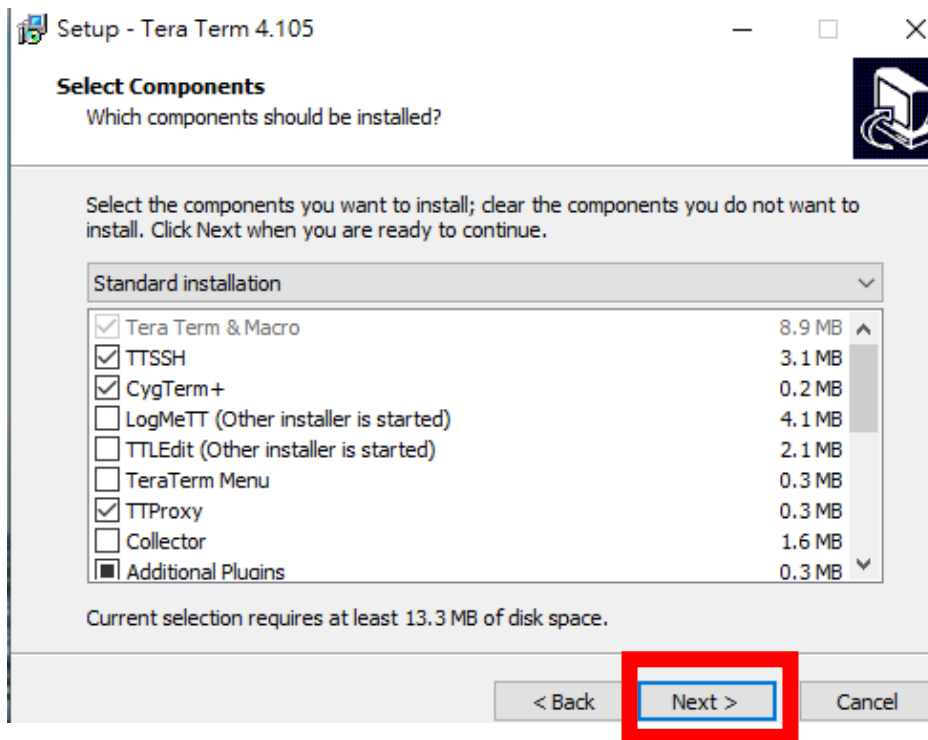 Setup - Tera Term 4.105
Select Components
Which components should be installed?
Select the components you want to install; clear the components you do not want to
install. Click Next when you are ready to continue.
Standard installation
Tera Term & Macro 8.9 MB
TTSSH 3.1 MB
CygTerm+ 0.2 MB
LogMeTT (Other installer is started) 4.1 MB
TTLEdit (Other installer is started) 2.1 MB
TeraTerm Menu 0.3 MB
TTProxy 0.3 MB
Collector 1.6 MB
Additional Plugins 0.3 MB
Current selection requires at least 13.3 MB of disk space.
< Back Next > Cancel